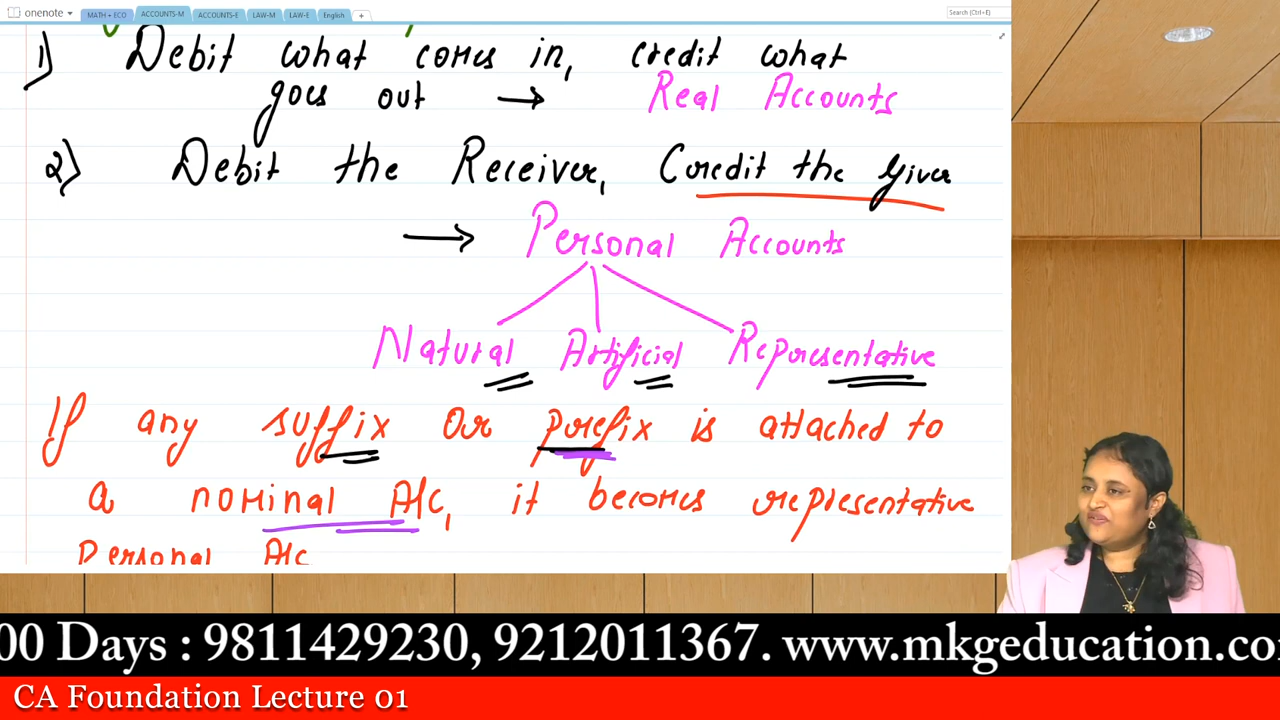 onenote
MATH + ECO
ACCOUNTS-M
ACCOUNTS-E
LAW-M
LAW-E
English
Search (Ctrl+E)
1) Debit what comes in, credit what
goes out → Real Accounts
2) Debit the Receiver, Credit the giver
→ Personal Accounts
Natural Artificial Representative
If any suffix or prefix is attached to
a nominal A/C, it becomes representative
Personal A/c
00 Days : 9811429230, 9212011367. www.mkgeducation.co
CA Foundation Lecture 01